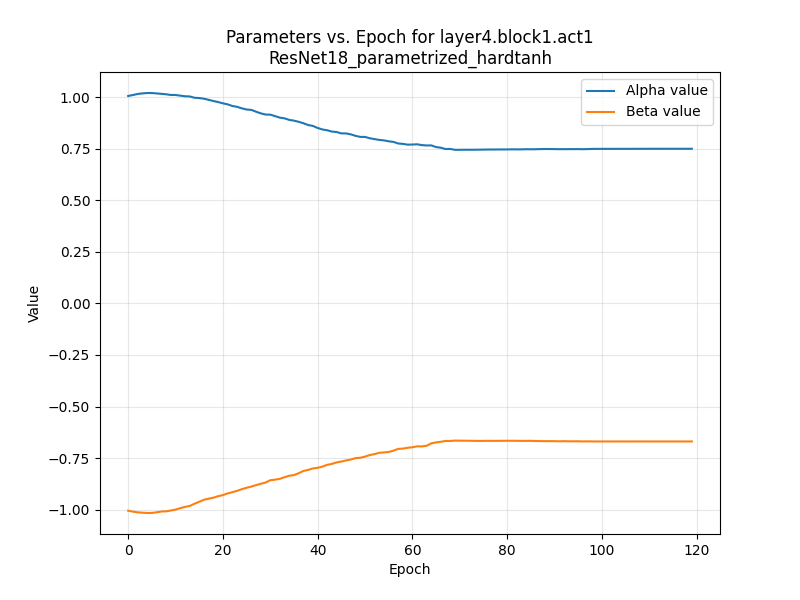 Parameters vs. Epoch for layer4.block1.act1
ResNet18_parametrized_hardtanh
Alpha value
Beta value
1.00
0.75
0.50
0.25
0.00
−0.25
−0.50
−0.75
−1.00
Value
0 20 40 60 80 100 120
Epoch